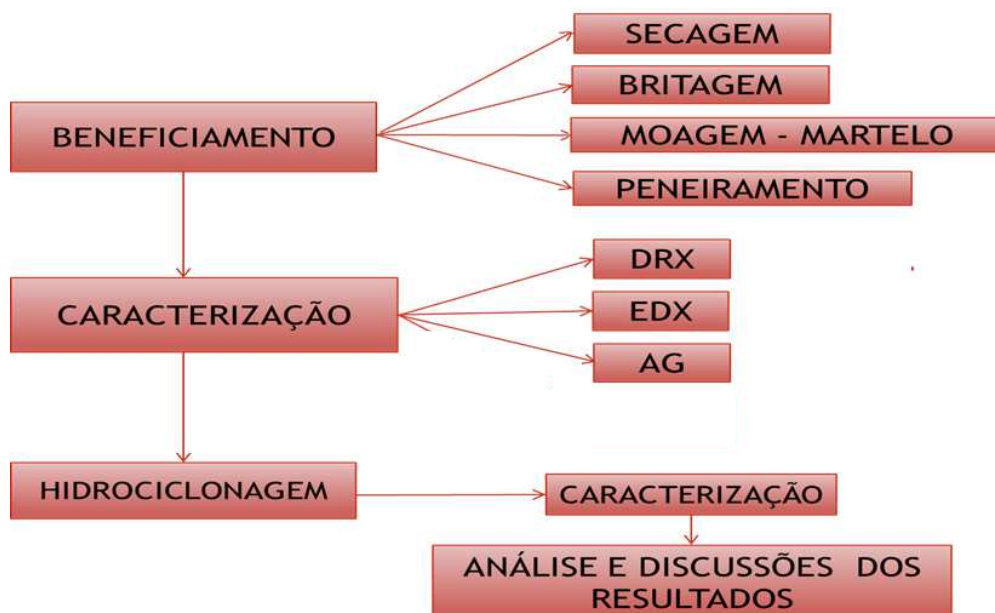 SECAGEM
BRITAGEM
BENEFICIAMENTO
MOAGEM - MARTELO
PENEIRAMENTO
DRX
CARACTERIZAÇÃO
EDX
AG
HIDROCICLONAGEM
CARACTERIZAÇÃO
ANÁLISE E DISCUSSÕES DOS
RESULTADOS